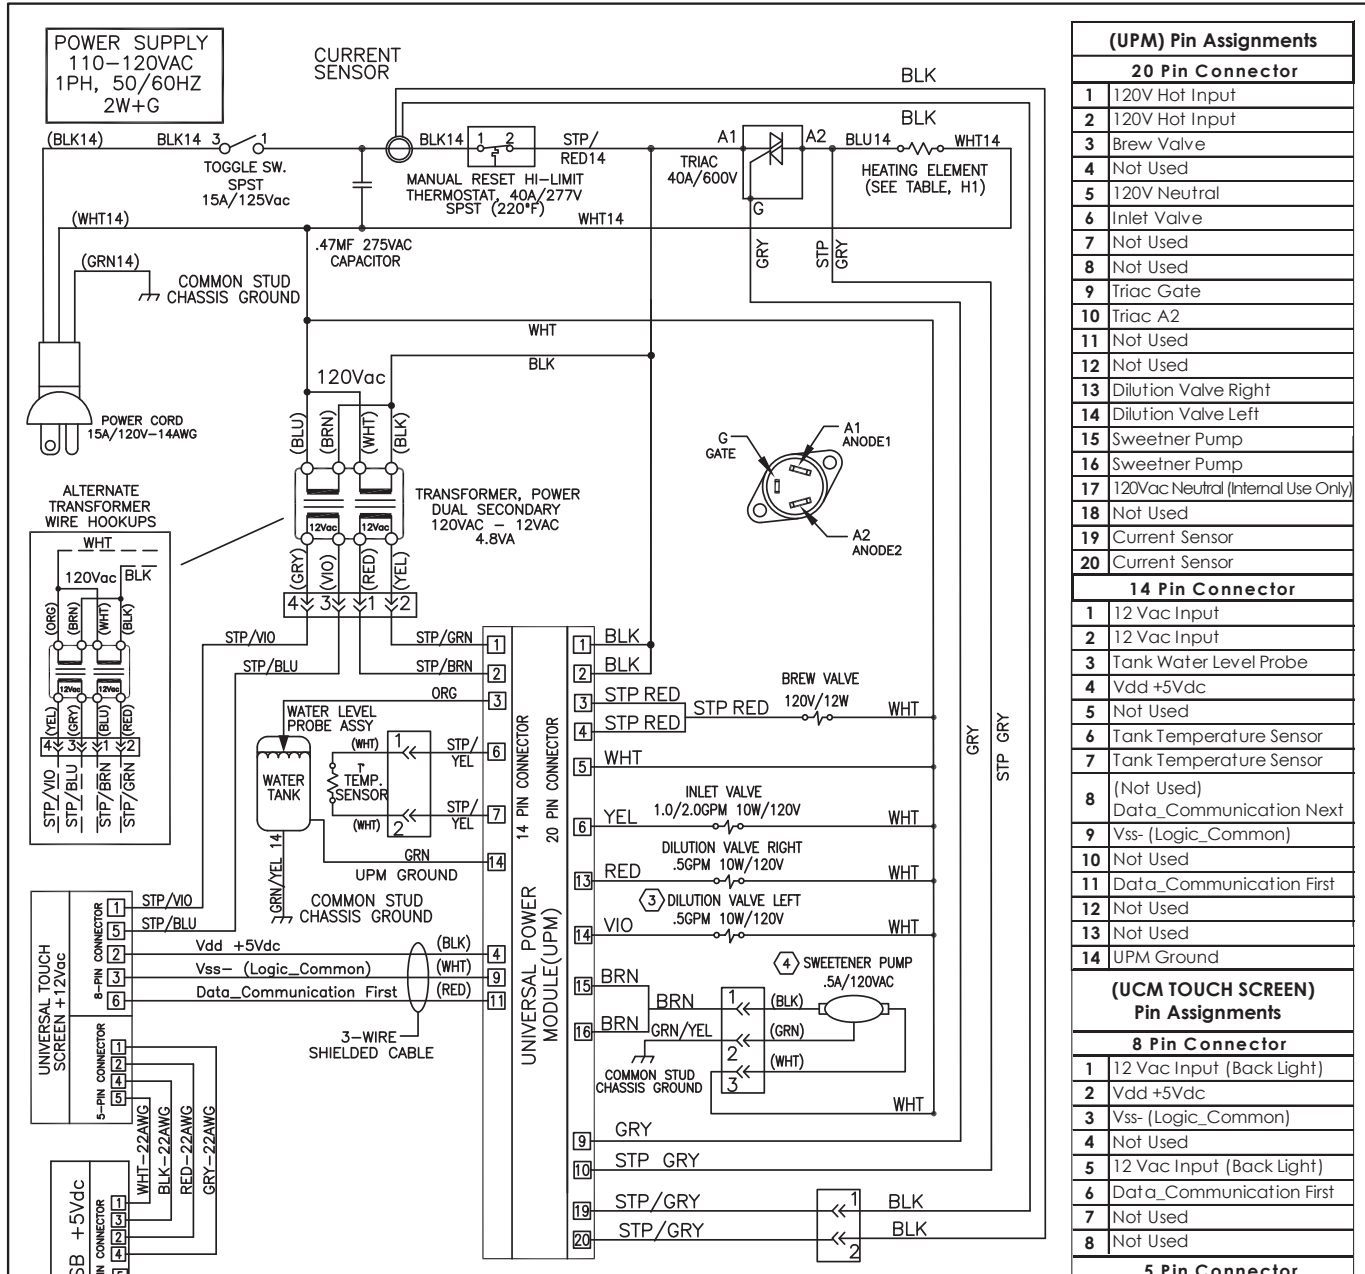 POWER SUPPLY
110-120VAC
1PH, 50/60HZ
2W+G
CURRENT
SENSOR
BLK
BLK
(BLK14)
BLK14
3
1
TOGGLE SW.
SPST
15A/125Vac
BLK14
1
2
STP/
RED14
MANUAL RESET HI-LIMIT
THERMOSTAT, 40A/277V
SPST (220°F)
A1
A2
G
TRIAC
40A/600V
BLU14
WHT14
HEATING ELEMENT
(SEE TABLE, H1)
(WHT14)
WHT14
.47MF 275VAC
CAPACITOR
(GRN14)
COMMON STUD
CHASSIS GROUND
GRY
STP
GRY
WHT
BLK
120Vac
POWER CORD
15A/120V-14AWG
(BLU)
(BRN)
(WHT)
(BLK)
12Vac
12Vac
TRANSFORMER, POWER
DUAL SECONDARY
120VAC - 12VAC
4.8VA
(GRY)
(VIO)
(RED)
(YEL)
4
3
1
2
G
GATE
A1
ANODE1
A2
ANODE2
ALTERNATE
TRANSFORMER
WIRE HOOKUPS
WHT
120Vac
BLK
(ORG)
(BRN)
(WHT)
(BLK)
12Vac
12Vac
(YEL)
(GRY)
(BLU)
(RED)
4
3
1
2
STP/VIO
STP/BLU
STP/BRN
STP/GRN
STP/VIO
STP/BLU
STP/GRN
STP/BRN
ORG
WATER LEVEL
PROBE ASSY
WATER
TANK
(WHT)
T
TEMP.
SENSOR
(WHT)
1
2
STP/
YEL
STP/
YEL
GRN
UPM GROUND
GRN/YEL 14
COMMON STUD
CHASSIS GROUND
1
2
3
6
7
14
4
9
11
14 PIN CONNECTOR
20 PIN CONNECTOR
UNIVERSAL POWER
MODULE(UPM)
1
BLK
2
BLK
3
STP RED
4
STP RED
STP RED
BREW VALVE
120V/12W
WHT
5
WHT
INLET VALVE
1.0/2.0GPM 10W/120V
6
YEL
WHT
DILUTION VALVE RIGHT
.5GPM 10W/120V
13
RED
WHT
3
DILUTION VALVE LEFT
.5GPM 10W/120V
14
VIO
WHT
4
SWEETENER PUMP
.5A/120VAC
15
BRN
16
BRN
BRN
GRN/YEL
COMMON STUD
CHASSIS GROUND
1
2
3
(BLK)
(GRN)
(WHT)
WHT
GRY
STP GRY
9
GRY
10
STP GRY
19
STP/GRY
20
STP/GRY
1
2
BLK
BLK
UNIVERSAL TOUCH
SCREEN +12Vac
8-PIN CONNECTOR
1
STP/VIO
5
STP/BLU
2
Vdd +5Vdc
(BLK)
3
Vss- (Logic_Common)
(WHT)
6
Data_Communication First
(RED)
3-WIRE
SHIELDED CABLE
5-PIN CONNECTOR
1
2
4
5
WHT-22AWG
BLK-22AWG
RED-22AWG
GRY-22AWG
SB +5Vdc
CONNECTOR
1
3
2
4
5
(UPM) Pin Assignments
20 Pin Connector
1 120V Hot Input
2 120V Hot Input
3 Brew Valve
4 Not Used
5 120V Neutral
6 Inlet Valve
7 Not Used
8 Not Used
9 Triac Gate
10 Triac A2
11 Not Used
12 Not Used
13 Dilution Valve Right
14 Dilution Valve Left
15 Sweetner Pump
16 Sweetner Pump
17 120Vac Neutral (Internal Use Only)
18 Not Used
19 Current Sensor
20 Current Sensor
14 Pin Connector
1 12 Vac Input
2 12 Vac Input
3 Tank Water Level Probe
4 Vdd +5Vdc
5 Not Used
6 Tank Temperature Sensor
7 Tank Temperature Sensor
8 (Not Used)
Data_Communication Next
9 Vss- (Logic_Common)
10 Not Used
11 Data_Communication First
12 Not Used
13 Not Used
14 UPM Ground
(UCM TOUCH SCREEN)
Pin Assignments
8 Pin Connector
1 12 Vac Input (Back Light)
2 Vdd +5Vdc
3 Vss- (Logic_Common)
4 Not Used
5 12 Vac Input (Back Light)
6 Data_Communication First
7 Not Used
8 Not Used
5 Pin Connector